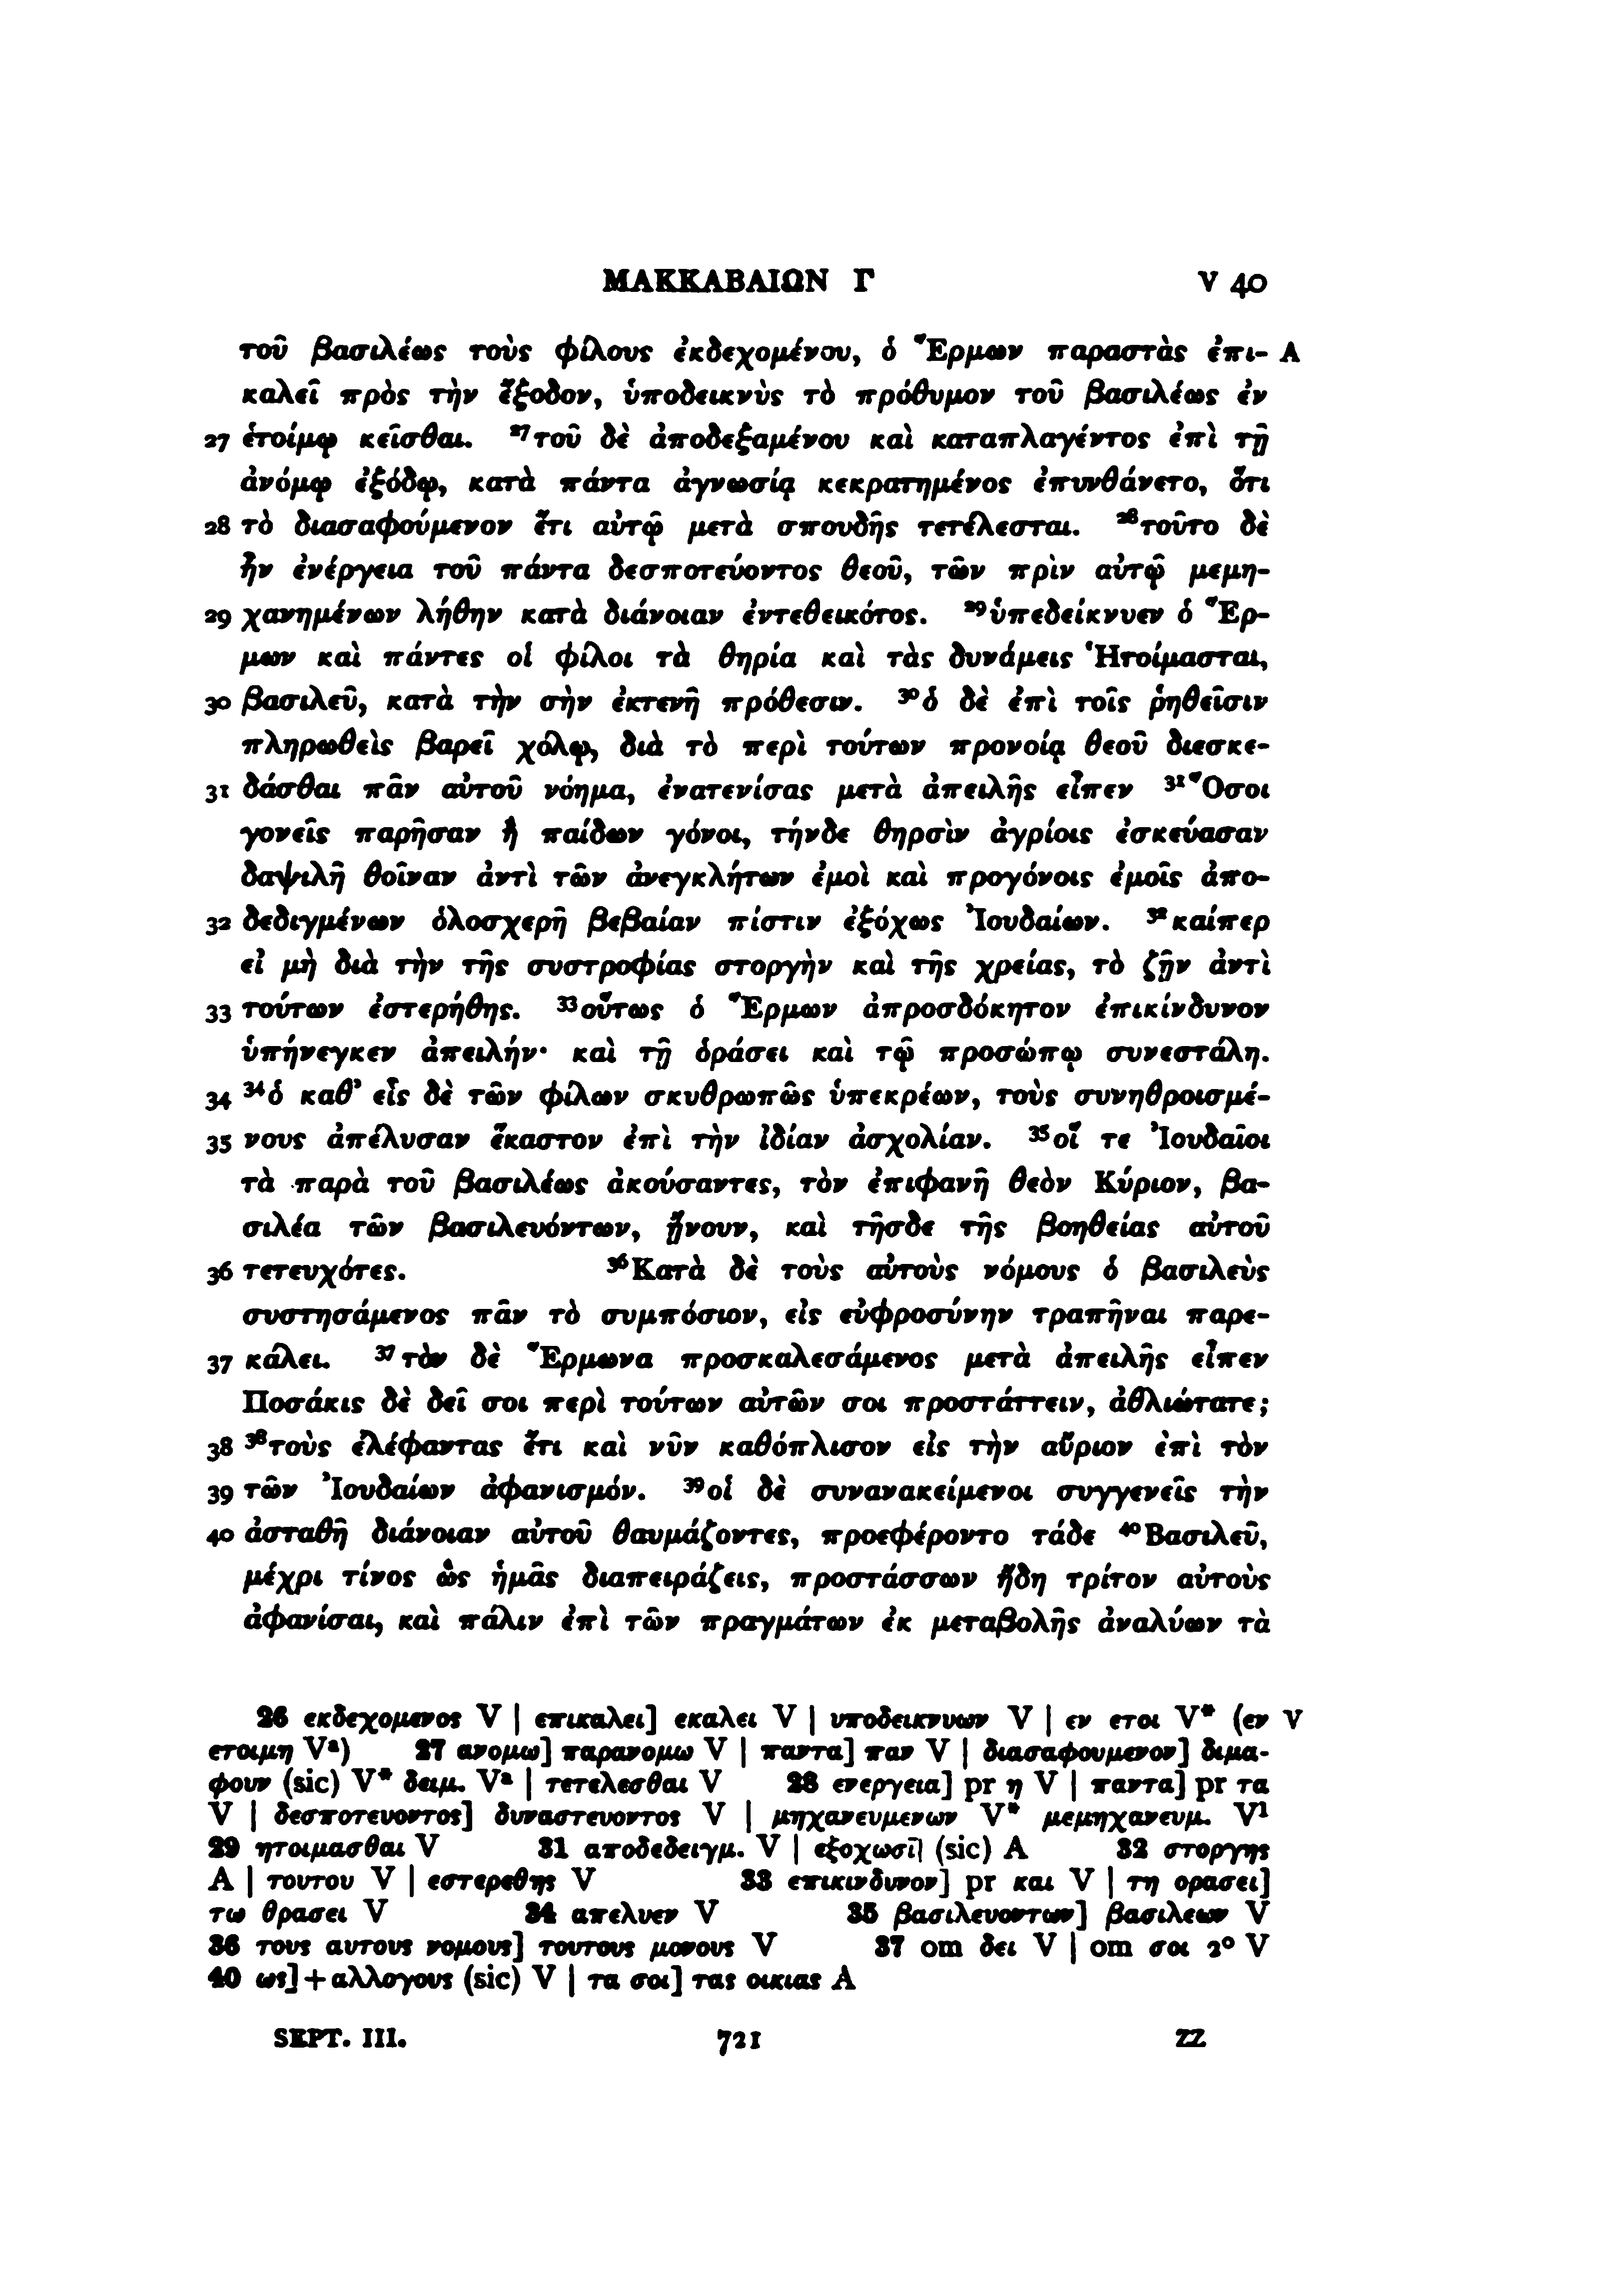 ΜΑΚΚΑΒΑΙΩΝ Γ V 40
τοῦ βασιλέως τοὺς φίλους ἐκδεχομένου, ὁ Ἕρμων παραστὰς ἐπι- A
καλεῖ πρὸς τὴν ἔξοδον, ὑποδεικνὺς τὸ πρόθυμον τοῦ βασιλέως ἐν
27 ἑτοίμῳ κεῖσθαι. ²⁷τοῦ δὲ ἀποδεξαμένου καὶ καταπλαγέντος ἐπὶ τῇ
ἀνόμῳ ἐξόδῳ, κατὰ πάντα ἀγνωσίᾳ κεκρατημένος ἐπυνθάνετο, ὅτι
28 τὸ διασαφούμενον ἔτι αὐτῷ μετὰ σπουδῆς τετέλεσται. ²⁸τοῦτο δὲ
ἦν ἐνέργεια τοῦ πάντα δεσποτεύοντος θεοῦ, τῶν πρὶν αὐτῷ μεμη-
29 χανημένων λήθην κατὰ διάνοιαν ἐντεθεικότος. ²⁹ὑπεδείκνυεν ὁ Ἕρ-
μων καὶ πάντες οἱ φίλοι τὰ θηρία καὶ τὰς δυνάμεις Ἡτοίμασται,
30 βασιλεῦ, κατὰ τὴν σὴν ἐκτενῆ πρόθεσιν. ³⁰ὁ δὲ ἐπὶ τοῖς ῥηθεῖσιν
πληρωθεὶς βαρεῖ χόλῳ, διὰ τὸ περὶ τούτων προνοίᾳ θεοῦ διεσκε-
31 δάσθαι πᾶν αὐτοῦ νόημα, ἐνατενίσας μετὰ ἀπειλῆς εἶπεν ³¹Ὅσοι
γονεῖς παρῆσαν ἢ παίδων γόνοι, τήνδε θηρσὶν ἀγρίοις ἐσκεύασαν
δαψιλῆ θοῖναν ἀντὶ τῶν ἀνεγκλήτων ἐμοὶ καὶ προγόνοις ἐμοῖς ἀπο-
32 δεδιγμένων ὁλοσχερῆ βεβαίαν πίστιν ἐξόχως Ἰουδαίων. ³²καίπερ
εἰ μὴ διὰ τὴν τῆς συστροφίας στοργὴν καὶ τῆς χρείας, τὸ ζῇν ἀντὶ
33 τούτων ἐστερήθης. ³³οὕτως ὁ Ἕρμων ἀπροσδόκητον ἐπικίνδυνον
ὑπήνεγκεν ἀπειλήν· καὶ τῇ ὁράσει καὶ τῷ προσώπῳ συνεστάλη.
34 ³⁴ὁ καθ’ εἷς δὲ τῶν φίλων σκυθρωπῶς ὑπεκρέων, τοὺς συνηθροισμέ-
35 νους ἀπέλυσαν ἕκαστον ἐπὶ τὴν ἰδίαν ἀσχολίαν. ³⁵οἵ τε Ἰουδαῖοι
τὰ παρὰ τοῦ βασιλέως ἀκούσαντες, τὸν ἐπιφανῆ θεὸν Κύριον, βα-
σιλέα τῶν βασιλευόντων, ᾔνουν, καὶ τῆσδε τῆς βοηθείας αὐτοῦ
36 τετευχότες. ³⁶Κατὰ δὲ τοὺς αὐτοὺς νόμους ὁ βασιλεὺς
συστησάμενος πᾶν τὸ συμπόσιον, εἰς εὐφροσύνην τραπῆναι παρε-
37 κάλει. ³⁷τὸν δὲ Ἕρμωνα προσκαλεσάμενος μετὰ ἀπειλῆς εἶπεν
Ποσάκις δὲ δεῖ σοι περὶ τούτων αὐτῶν σοι προστάττειν, ἀθλιώτατε;
38 ³⁸τοὺς ἐλέφαντας ἔτι καὶ νῦν καθόπλισον εἰς τὴν αὔριον ἐπὶ τὸν
39 τῶν Ἰουδαίων ἀφανισμόν. ³⁹οἱ δὲ συνανακείμενοι συγγενεῖς τὴν
40 ἀσταθῆ διάνοιαν αὐτοῦ θαυμάζοντες, προεφέροντο τάδε ⁴⁰Βασιλεῦ,
μέχρι τίνος ὡς ἡμᾶς διαπειράζεις, προστάσσων ἤδη τρίτον αὐτοὺς
ἀφανίσαι, καὶ πάλιν ἐπὶ τῶν πραγμάτων ἐκ μεταβολῆς ἀναλύων τὰ
26 εκδεχομενος V | επικαλει] εκαλει V | υποδεικνυων V | εν ετοι V* (εν V
ετοιμη Vᵃ) 27 ανομω] παρανομω V | παντα] παν V | διασαφουμενον] διμα-
φουν (sic) V* δειμ. Vᵃ | τετελεσθαι V 28 ενεργεια] pr η V | παντα] pr τα
V | δεσποτευοντος] δυναστευοντος V | μηχανευμενων V* μεμηχανευμ. V¹
29 ητοιμασθαι V 31 αποδεδειγμ. V | εξοχωσῑ] (sic) A 32 στοργης
A | τουτου V | εστερεθης V 33 επικινδυνον] pr και V | τη ορασει]
τω θρασει V 34 απελυεν V 35 βασιλευοντων] βασιλεων V
36 τους αυτους νομους] τουτους μονους V 37 om δει V | om σοι 2° V
40 ως]+αλλογους (sic) V | τα σοι] τας οικιας A
SEPT. III. 721 ZZ